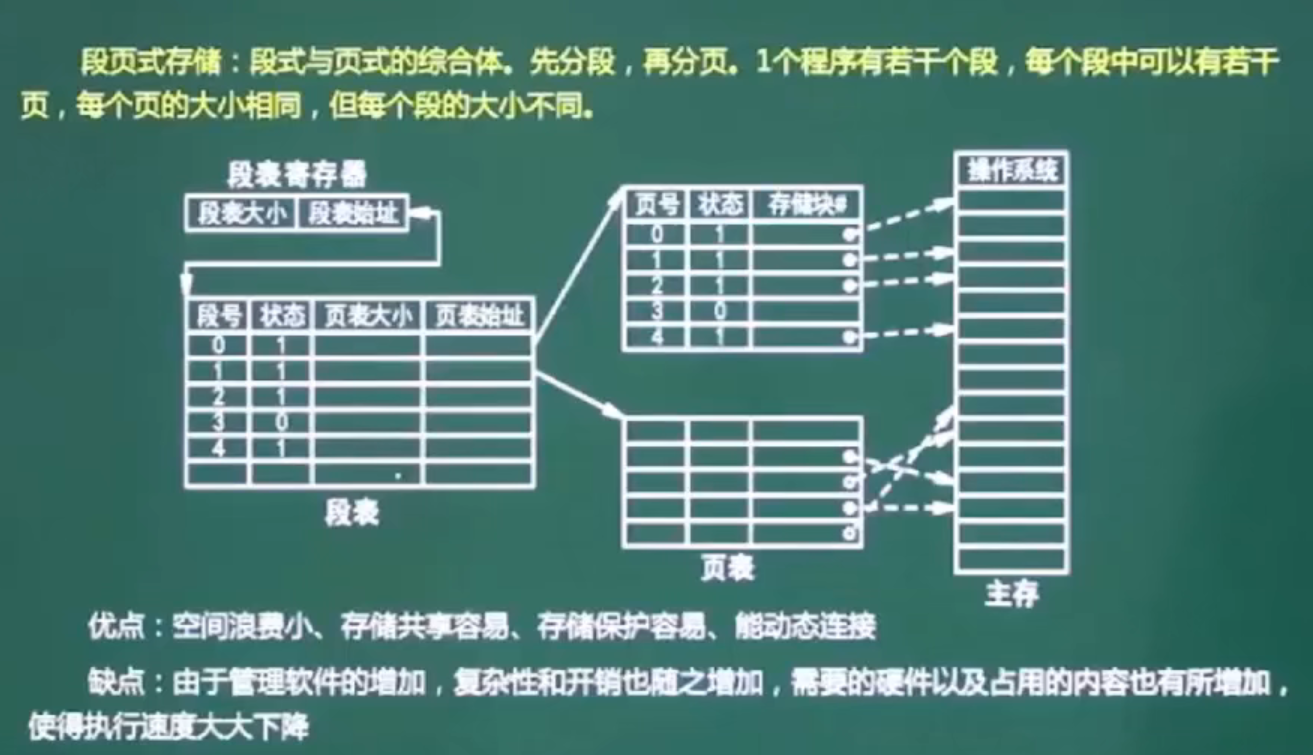 段页式存储：段式与页式的综合体。先分段，再分页。1个程序有若干个段，每个段中可以有若干
页，每个页的大小相同，但每个段的大小不同。
段表寄存器
段表大小 段表始址
段号 状态 页表大小 页表始址
0 1
1 1
2 1
3 0
4 1
段表
页号 状态 存储块#
0 1
1 1
2 1
3 0
4 1
页表
操作系统
主存
优点：空间浪费小、存储共享容易、存储保护容易、能动态连接
缺点：由于管理软件的增加，复杂性和开销也随之增加，需要的硬件以及占用的内容也有所增加，
使得执行速度大大下降